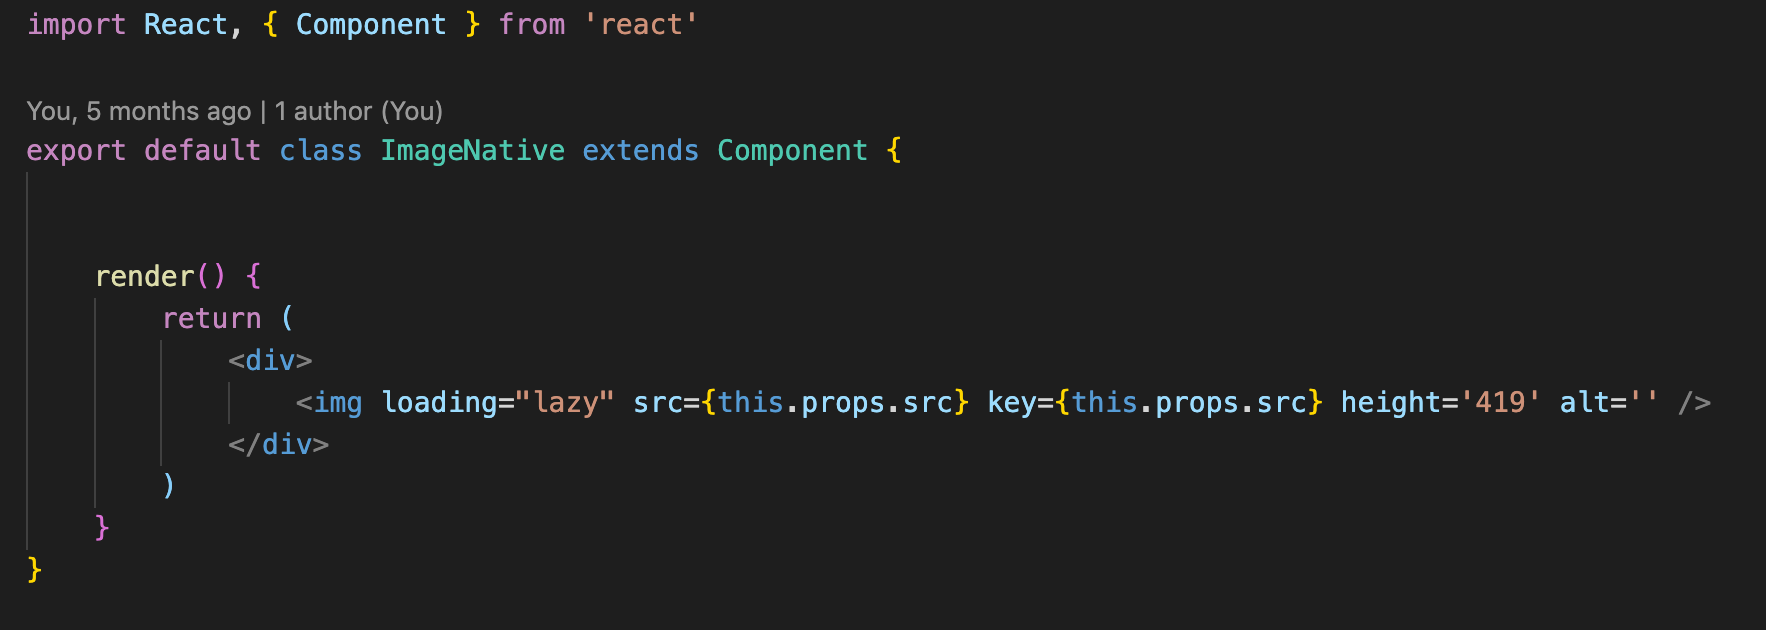 import React, { Component } from 'react'
You, 5 months ago | 1 author (You)
export default class ImageNative extends Component {
render() {
return (
<div>
<img loading="lazy" src={this.props.src} key={this.props.src} height='419' alt='' />
</div>
)
}
}